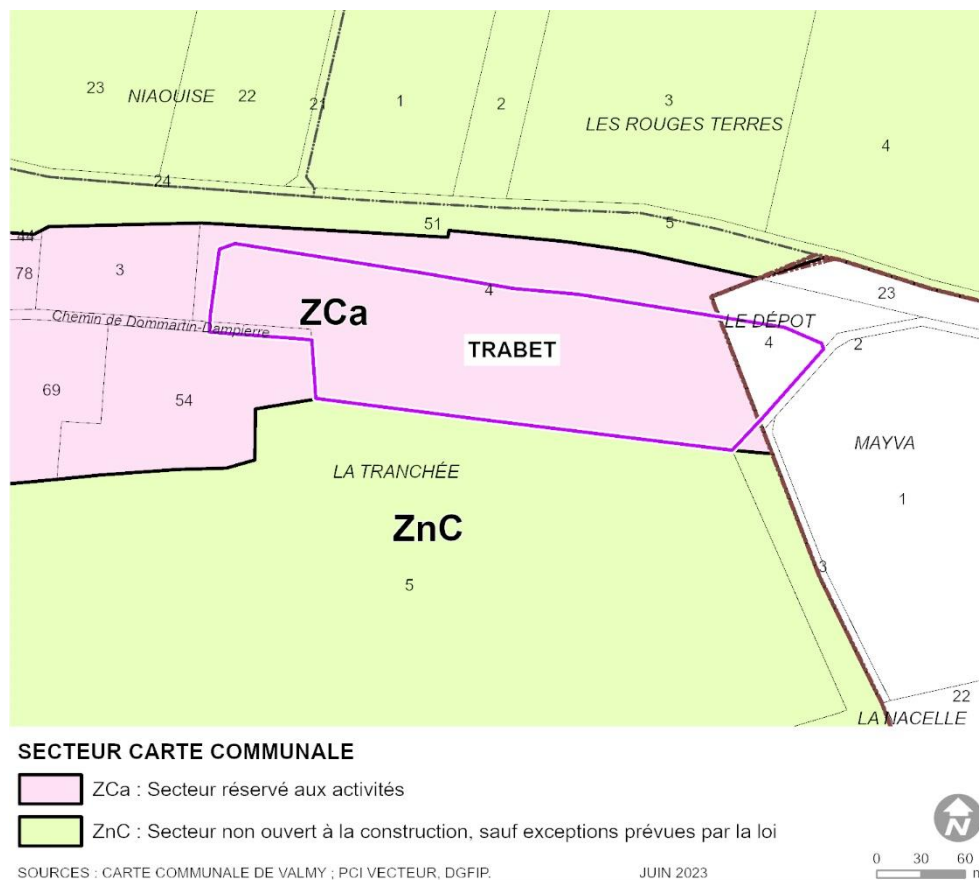 23
NIAOUISE
22
21
1
2
3
LES ROUGES TERRES
4
24
51
5
44
78
3
4
23
ZCa
Chemin de Dommartin-Dampierre
LE DÉPOT
4
2
TRABET
69
54
MAYVA
LA TRANCHÉE
1
ZnC
5
3
22
LA NACELLE
SECTEUR CARTE COMMUNALE
ZCa : Secteur réservé aux activités
ZnC : Secteur non ouvert à la construction, sauf exceptions prévues par la loi
N
SOURCES : CARTE COMMUNALE DE VALMY ; PCI VECTEUR, DGFIP.
JUIN 2023
0 30 60